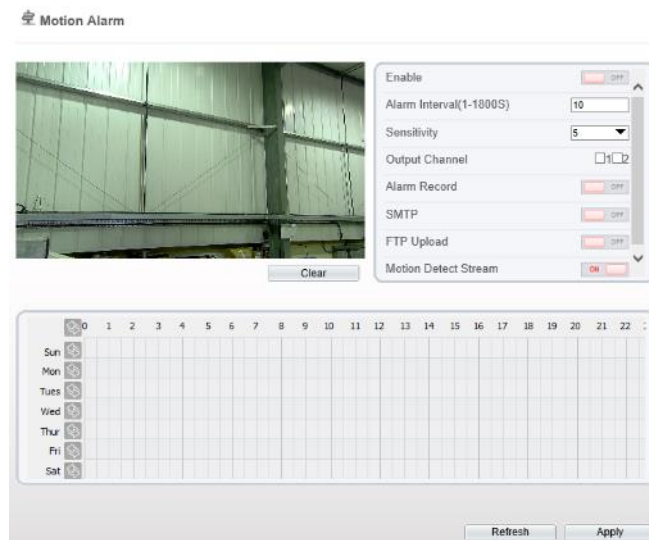 Motion Alarm
Enable OFF
Alarm Interval(1-1800S) 10
Sensitivity 5
Output Channel 1 2
Alarm Record OFF
SMTP OFF
FTP Upload OFF
Motion Detect Stream ON
Clear
0 1 2 3 4 5 6 7 8 9 10 11 12 13 14 15 16 17 18 19 20 21 22
Sun
Mon
Tues
Wed
Thur
Fri
Sat
Refresh Apply